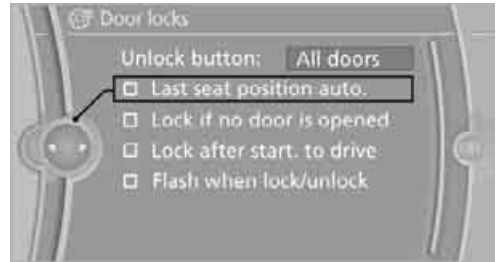 Door locks
Unlock button: All doors
Last seat position auto.
Lock if no door is opened
Lock after start. to drive
Flash when lock/unlock